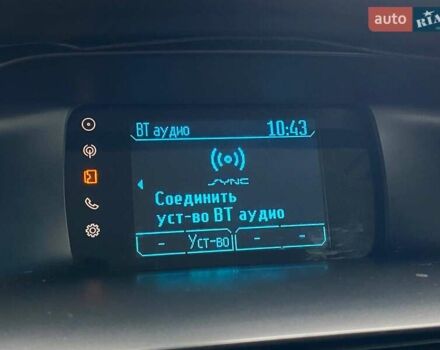 auto RIA
BT аудио 10:43
SYNC
Соединить
уст-во BT аудио
- Уст-во - -